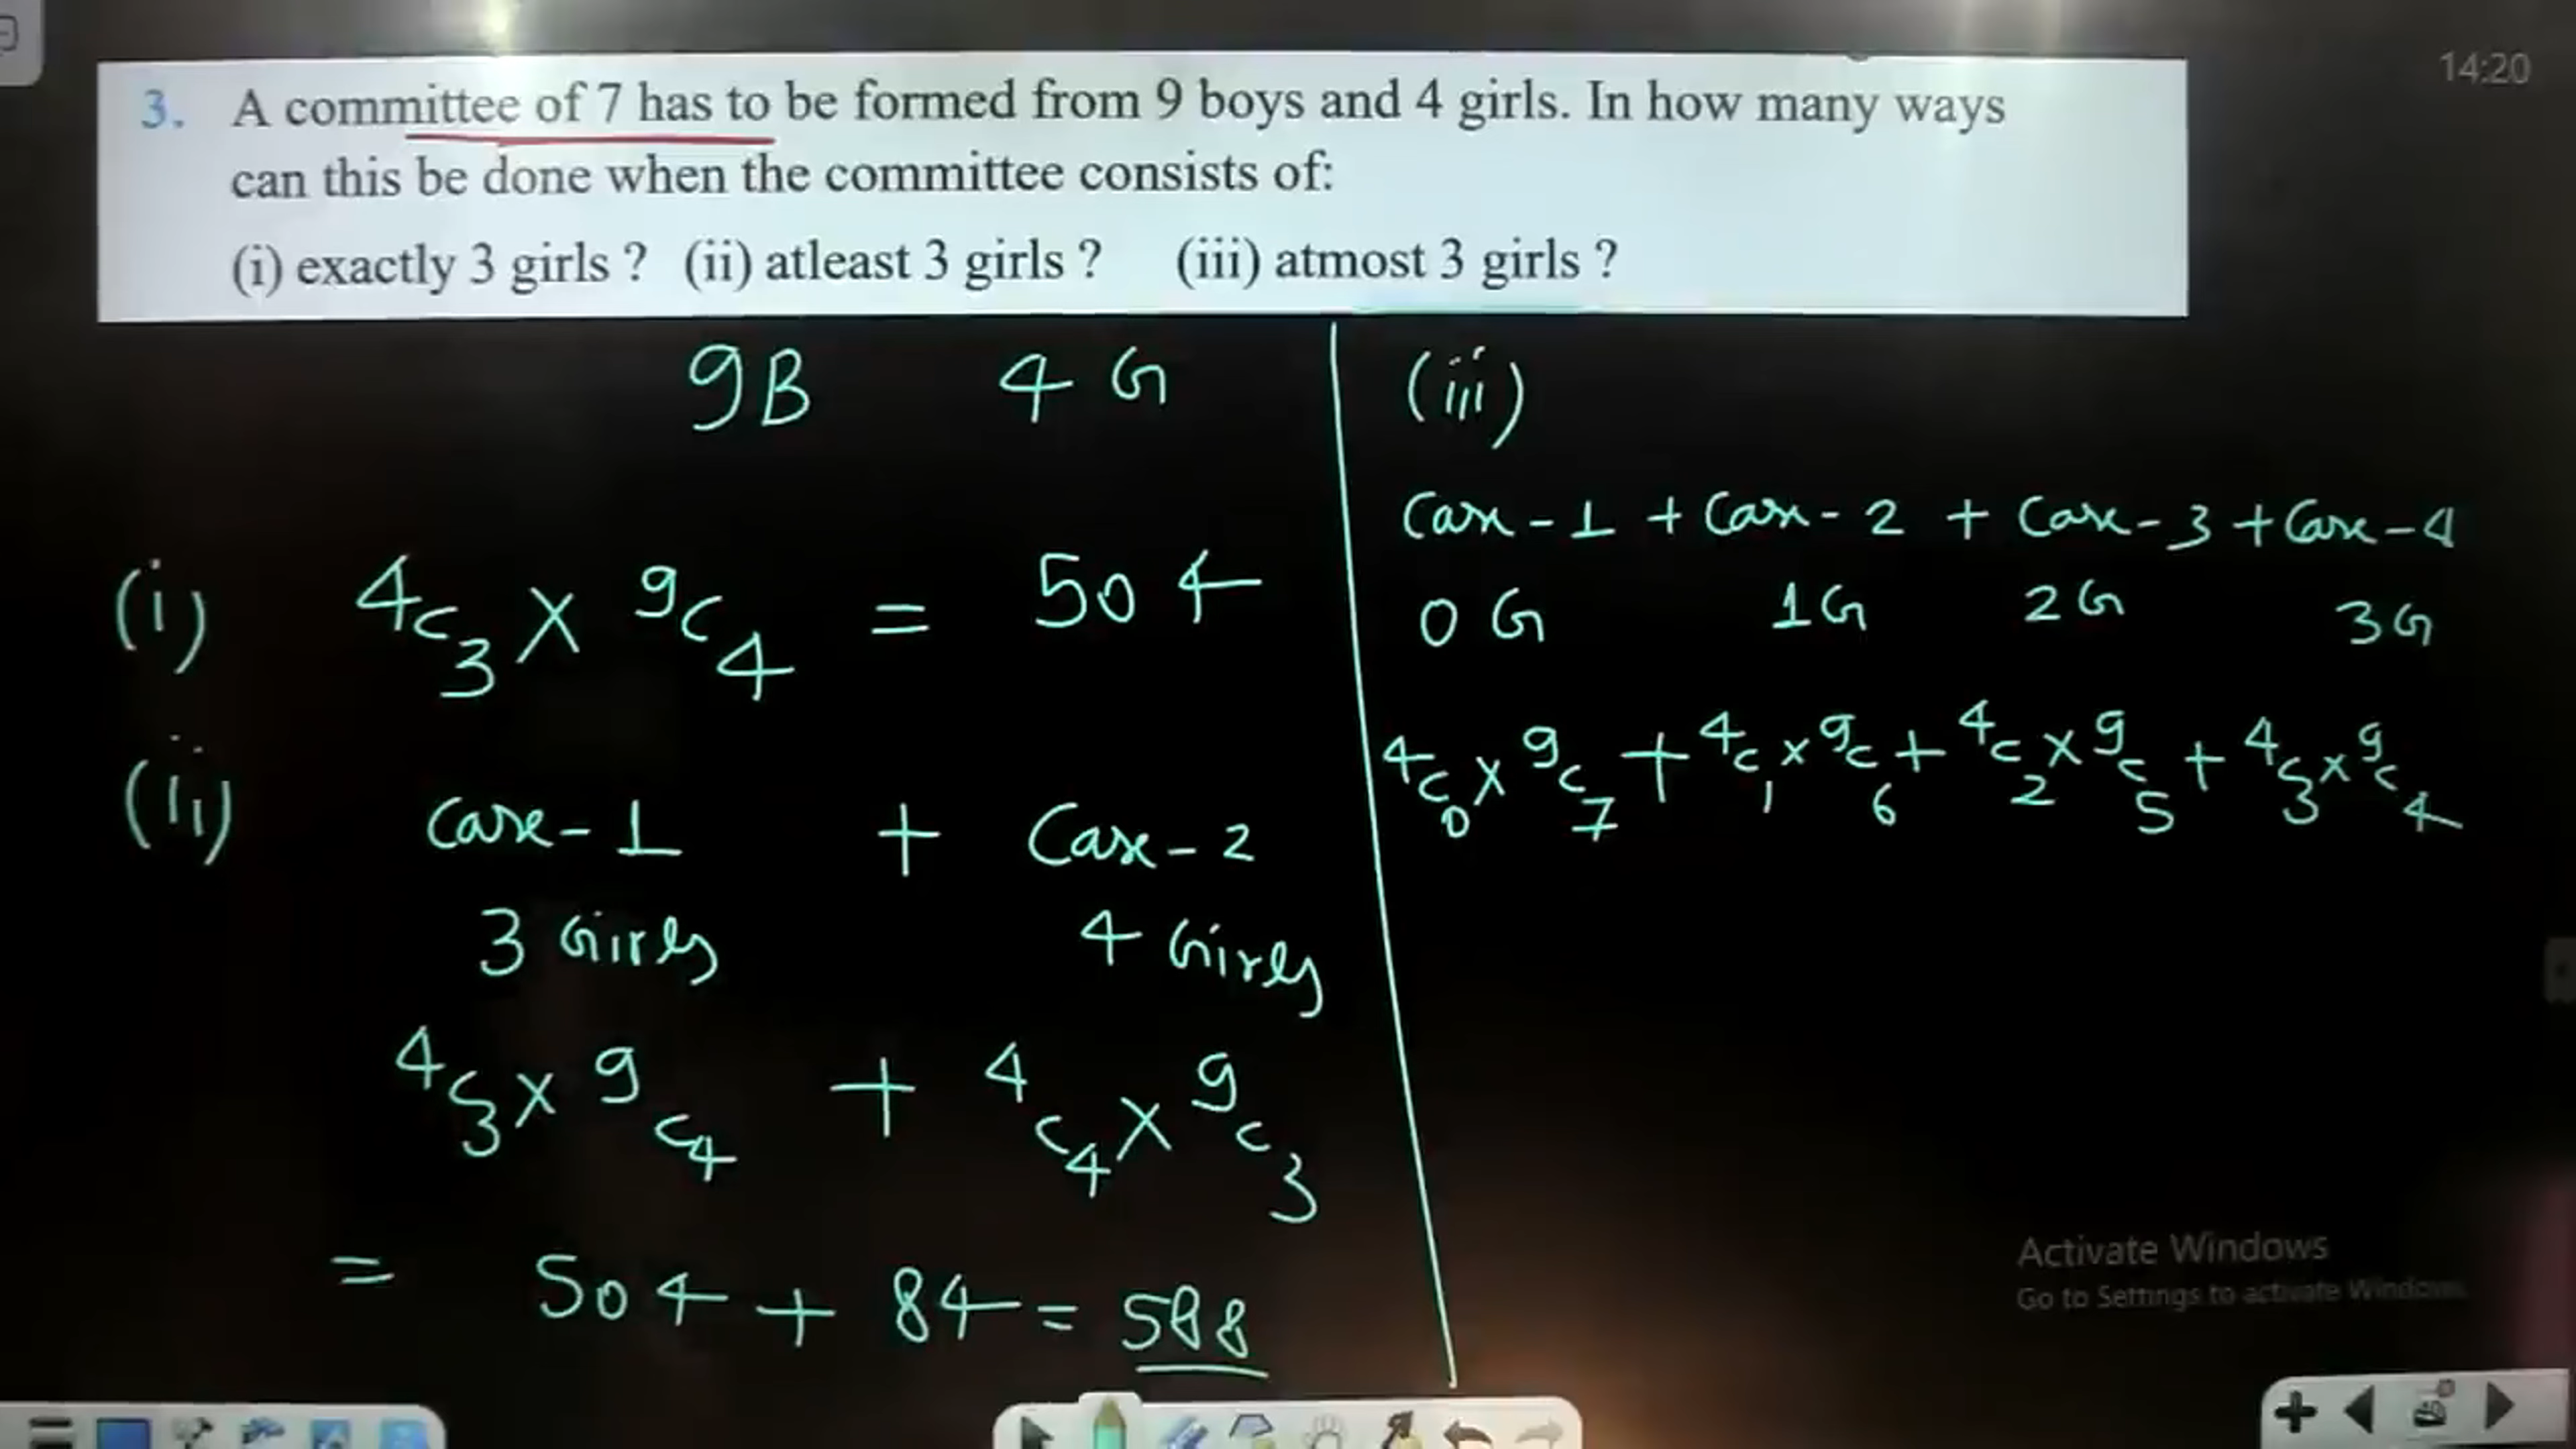 14:20
3. A committee of 7 has to be formed from 9 boys and 4 girls. In how many ways
can this be done when the committee consists of:
(i) exactly 3 girls ? (ii) atleast 3 girls ? (iii) atmost 3 girls ?
9B 4 G
(i) ⁴C₃ X ⁹C₄ = 504
(ii) Case-1 + Case-2
3 Girls 4 Girls
⁴C₃ X ⁹C₄ + ⁴C₄ X ⁹C₃
= 504 + 84 = 588
(iii)
Case-1 + Case-2 + Case-3 + Case-4
0 G 1G 2G 3G
⁴C₀ X ⁹C₇ + ⁴C₁ X ⁹C₆ + ⁴C₂ X ⁹C₅ + ⁴C₃ X ⁹C₄
Activate Windows
Go to Settings to activate Windows.